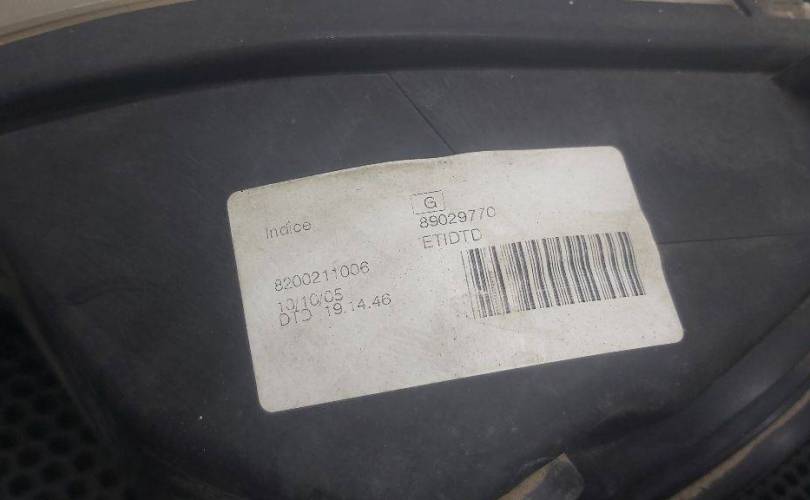 Indice
G
89029770
ETIDTD
8200211006
10/10/05
DTD 19.14.46